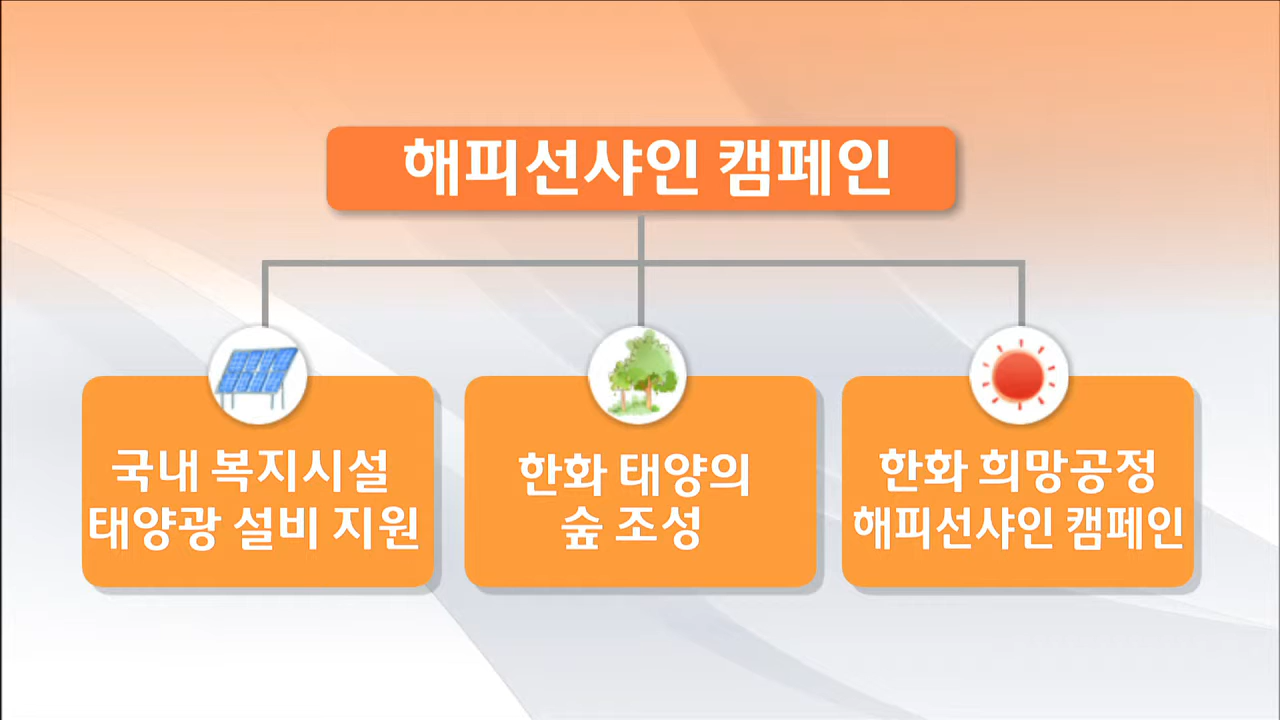 해피선샤인 캠페인
국내 복지시설
태양광 설비 지원
한화 태양의
숲 조성
한화 희망공정
해피선샤인 캠페인